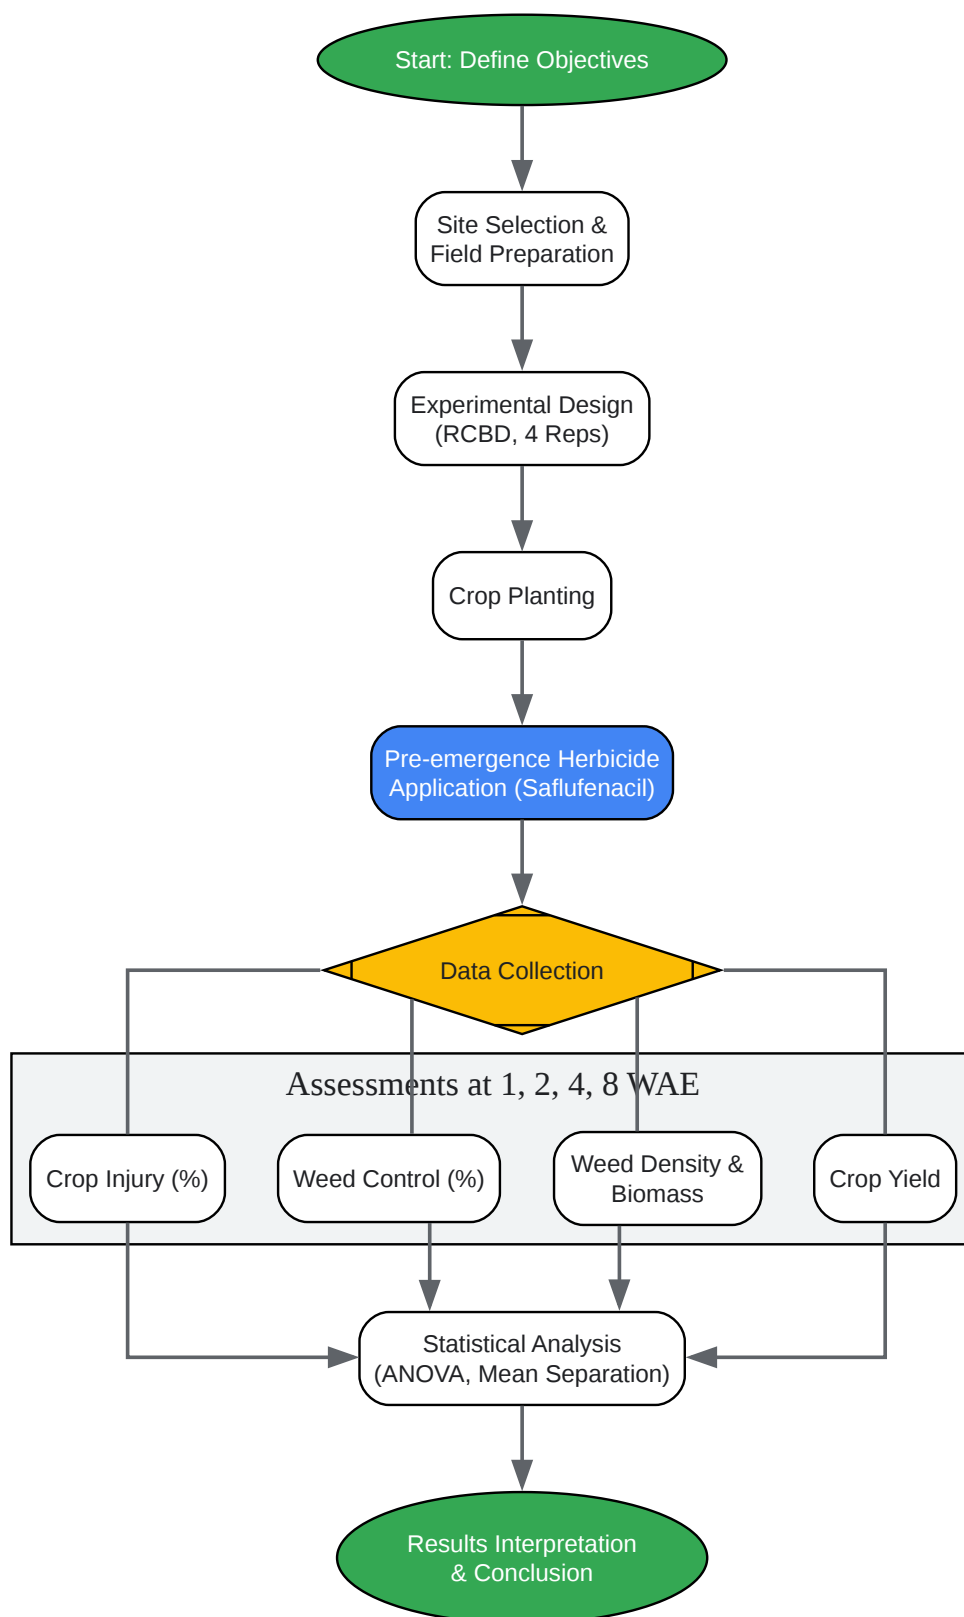 Start: Define Objectives
Site Selection &
Field Preparation
Experimental Design
(RCBD, 4 Reps)
Crop Planting
Pre-emergence Herbicide
Application (Saflufenacil)
Data Collection
Assessments at 1, 2, 4, 8 WAE
Crop Injury (%)
Weed Control (%)
Weed Density &
Biomass
Crop Yield
Statistical Analysis
(ANOVA, Mean Separation)
Results Interpretation
& Conclusion